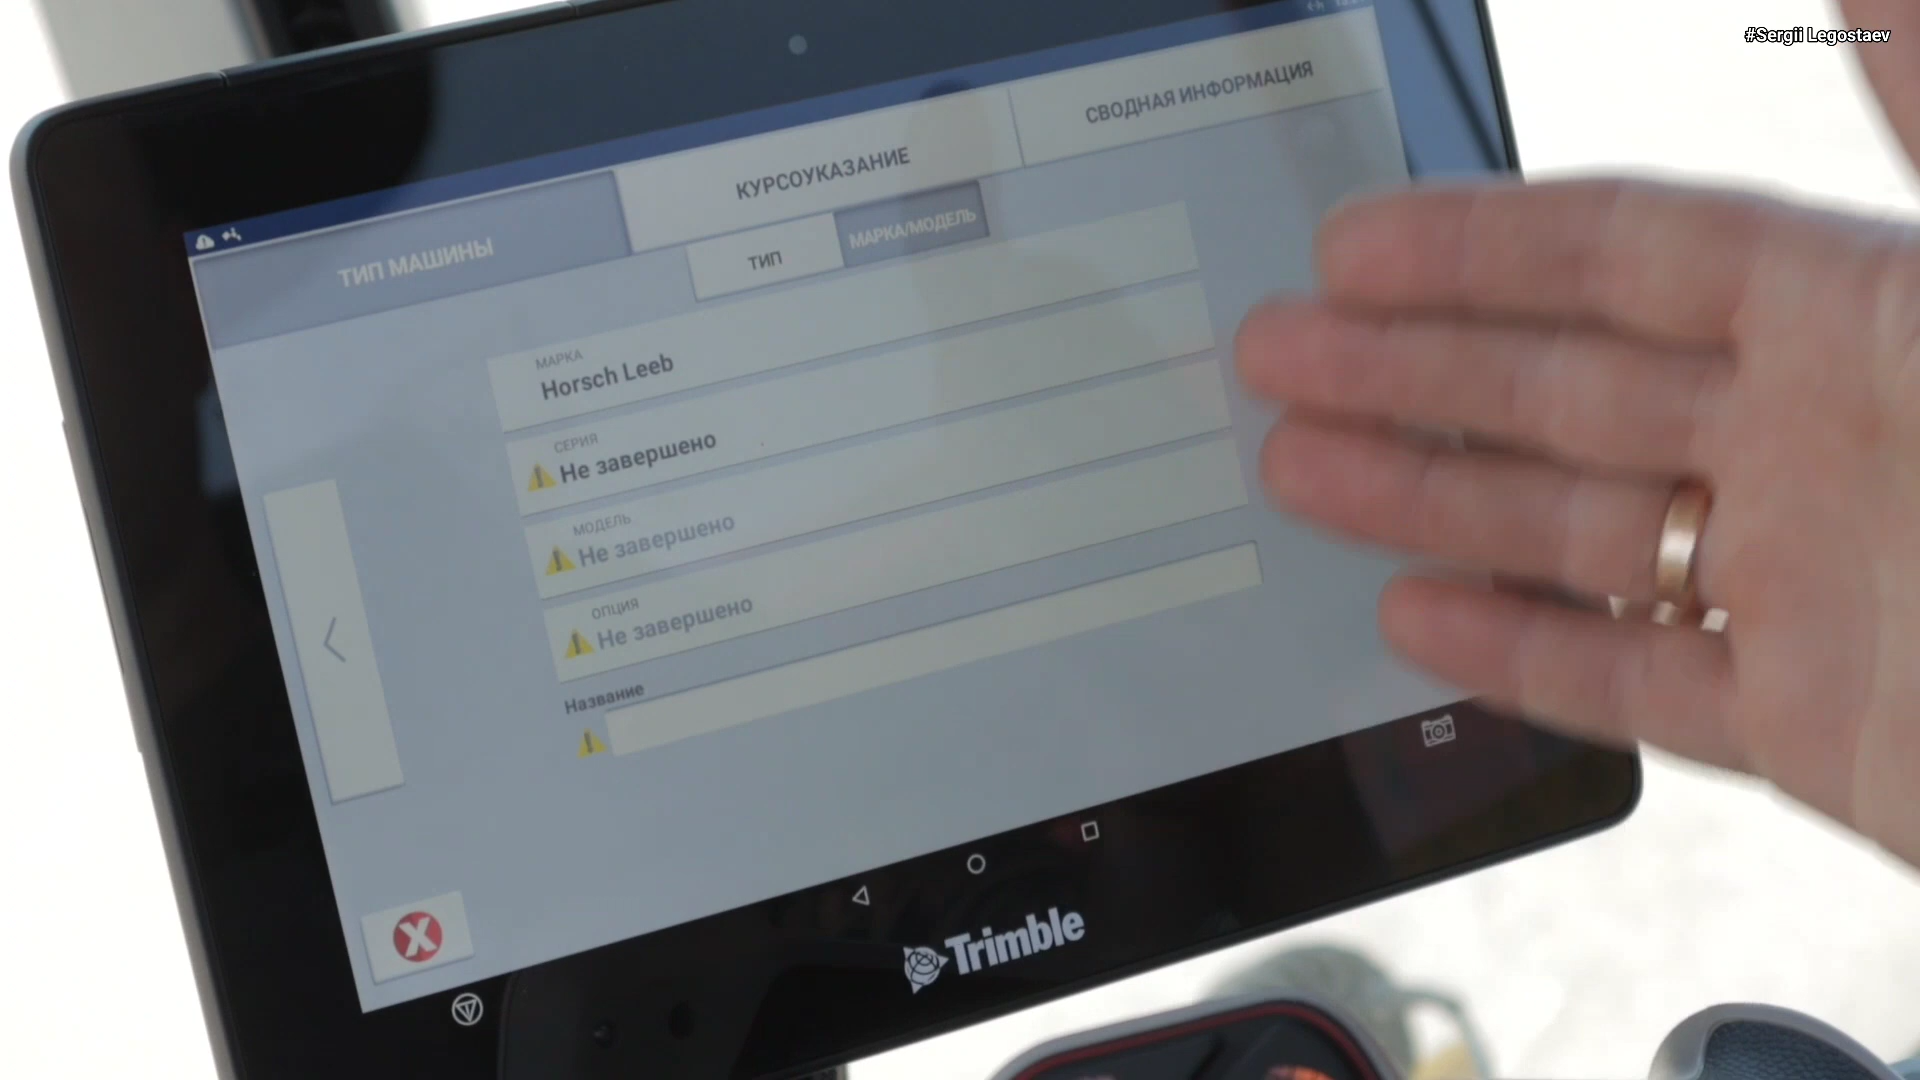 #Sergii Legostaev
СВОДНАЯ ИНФОРМАЦИЯ
КУРСОУКАЗАНИЕ
ТИП МАШИНЫ
ТИП
МАРКА/МОДЕЛЬ
МАРКА
Horsch Leeb
СЕРИЯ
Не завершено
МОДЕЛЬ
Не завершено
ОПЦИЯ
Не завершено
Название
Trimble